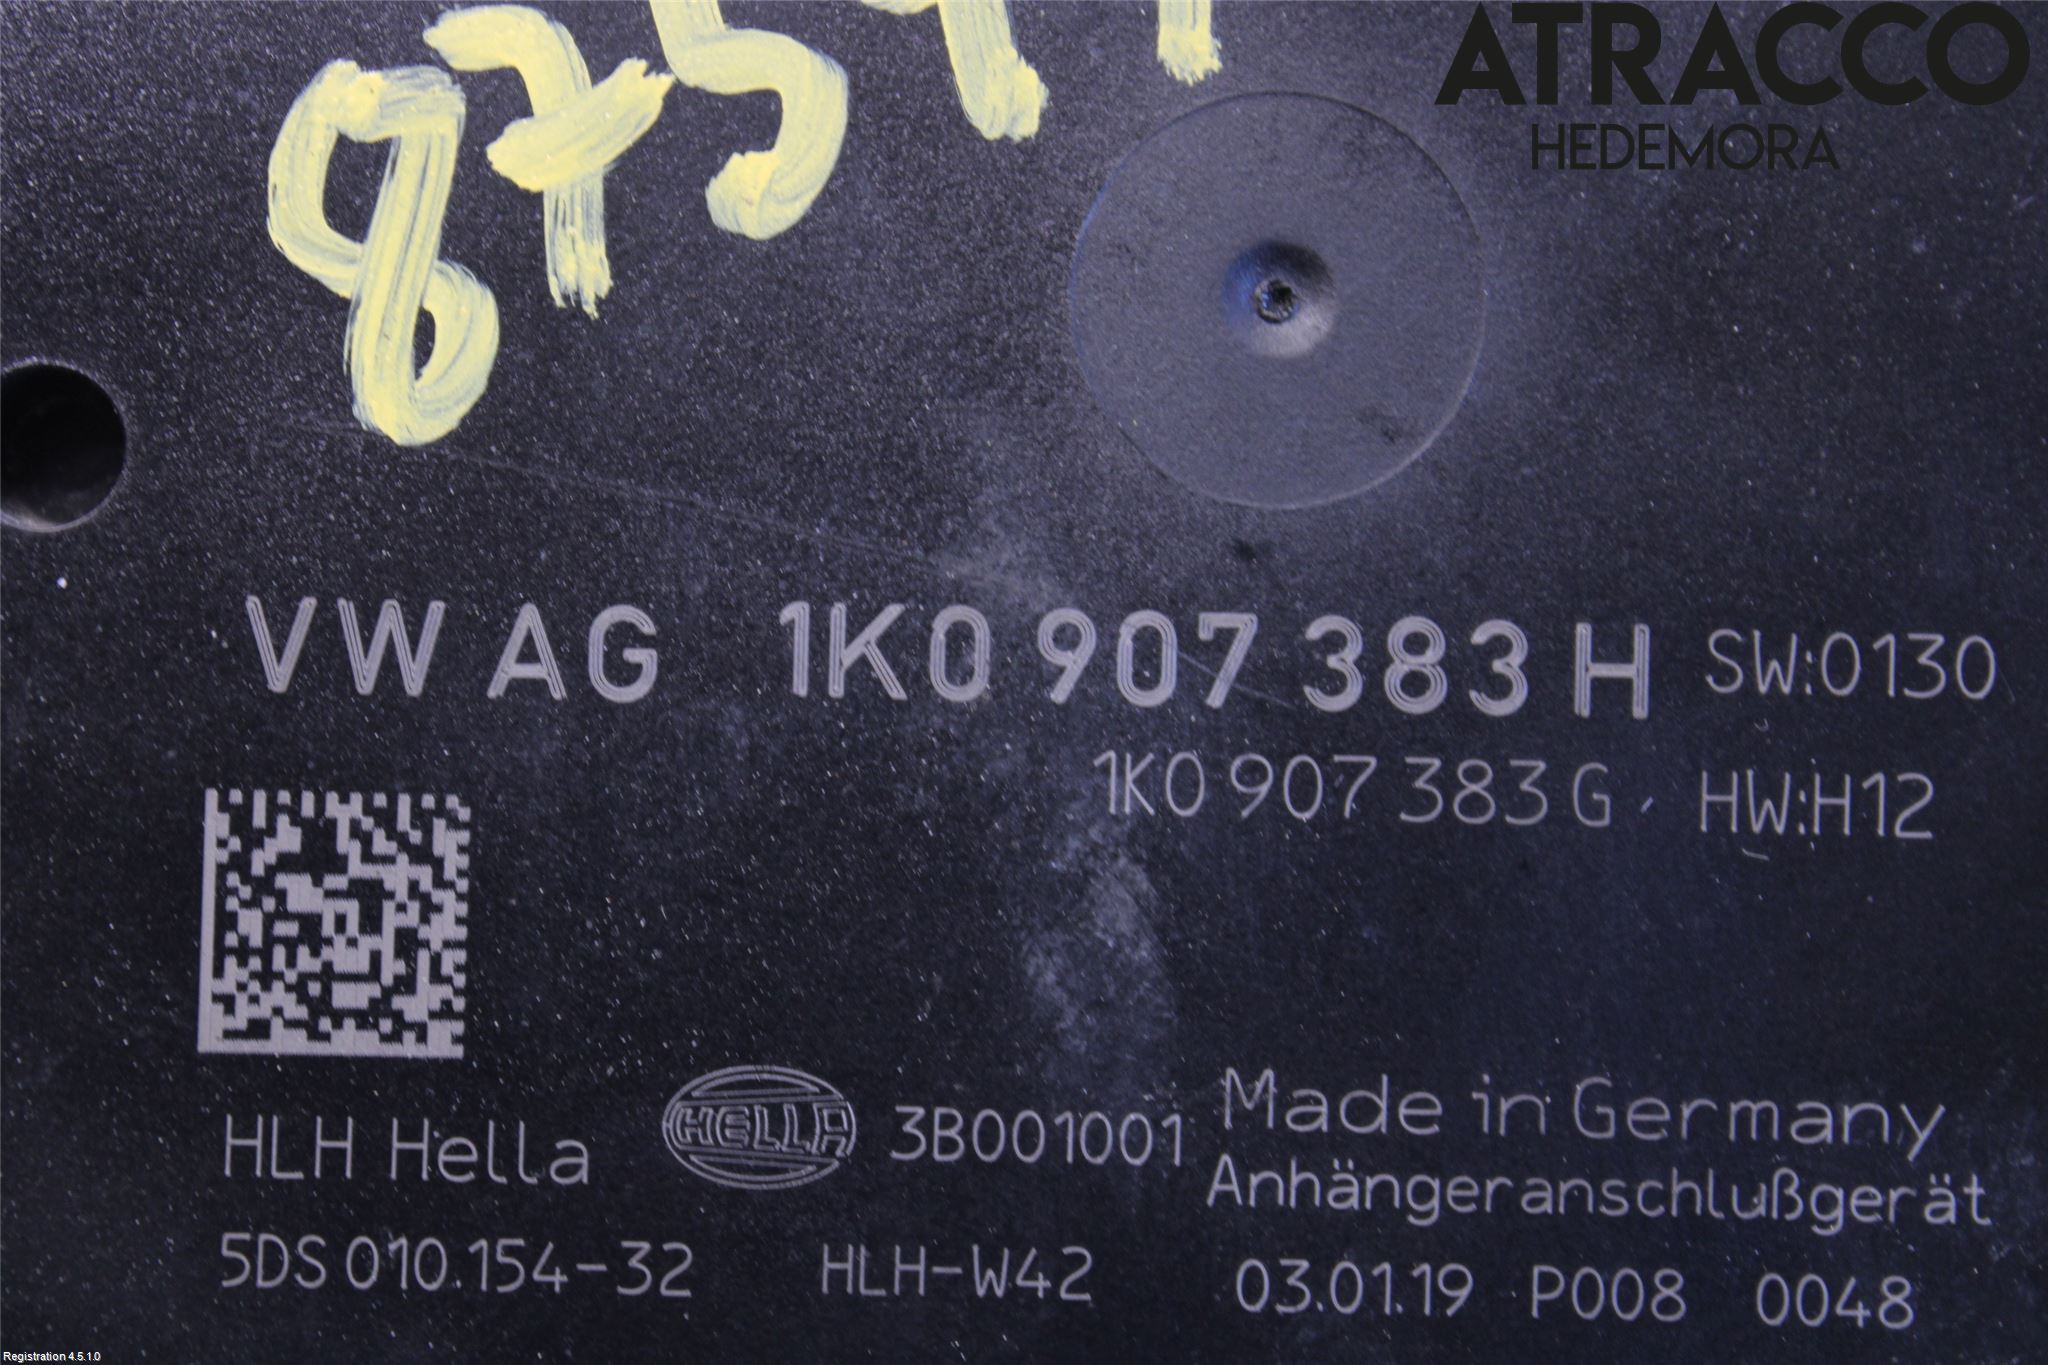 ATRACCO
HEDEMORA
875
VW AG 1K0 907 383 H SW:0130
1K0 907 383 G HW:H12
HLH Hella HELLA 3B001001 Made in Germany
Anhängeranschlußgerät
5DS 010.154-32 HLH-W42 03.01.19 P008 0048
Registration 4.5.1.0